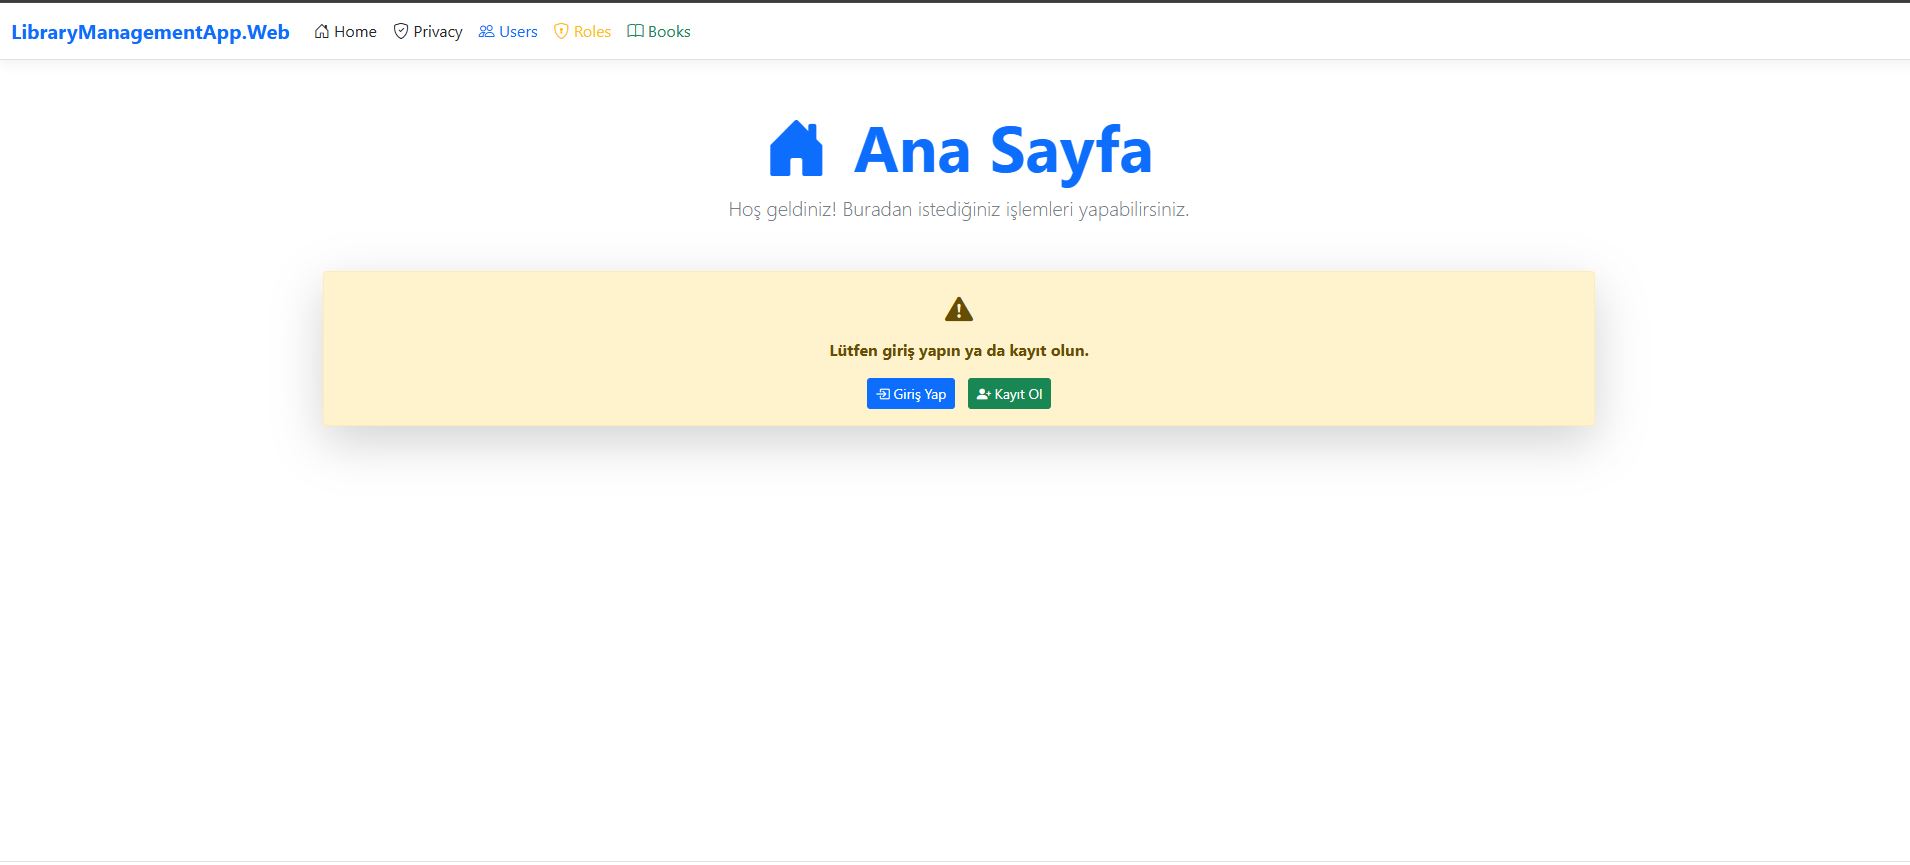 LibraryManagementApp.Web Home Privacy Users Roles Books
Ana Sayfa
Hoş geldiniz! Buradan istediğiniz işlemleri yapabilirsiniz.
Lütfen giriş yapın ya da kayıt olun.
Giriş Yap Kayıt Ol